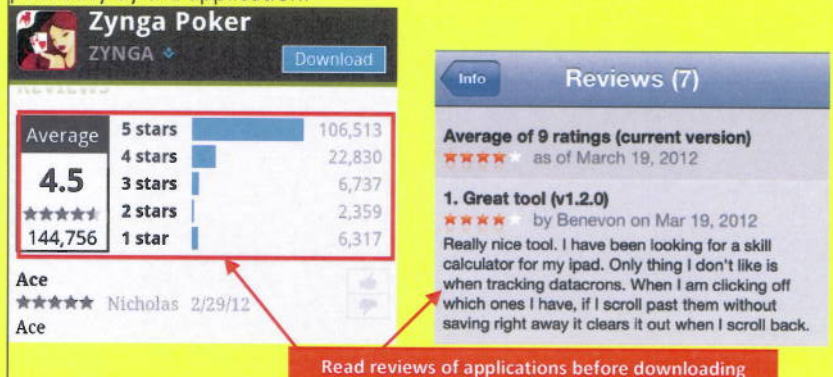 Zynga Poker
ZYNGA
Download
REVIEWS
Average
4.5
144,756
5 stars 106,513
4 stars 22,830
3 stars 6,737
2 stars 2,359
1 star 6,317
Ace
Nicholas 2/29/12
Ace
Info
Reviews (7)
Average of 9 ratings (current version)
as of March 19, 2012
1. Great tool (v1.2.0)
by Benevon on Mar 19, 2012
Really nice tool. I have been looking for a skill
calculator for my ipad. Only thing I don't like is
when tracking datacrons. When I am clicking off
which ones I have, if I scroll past them without
saving right away it clears it out when I scroll back.
Read reviews of applications before downloading